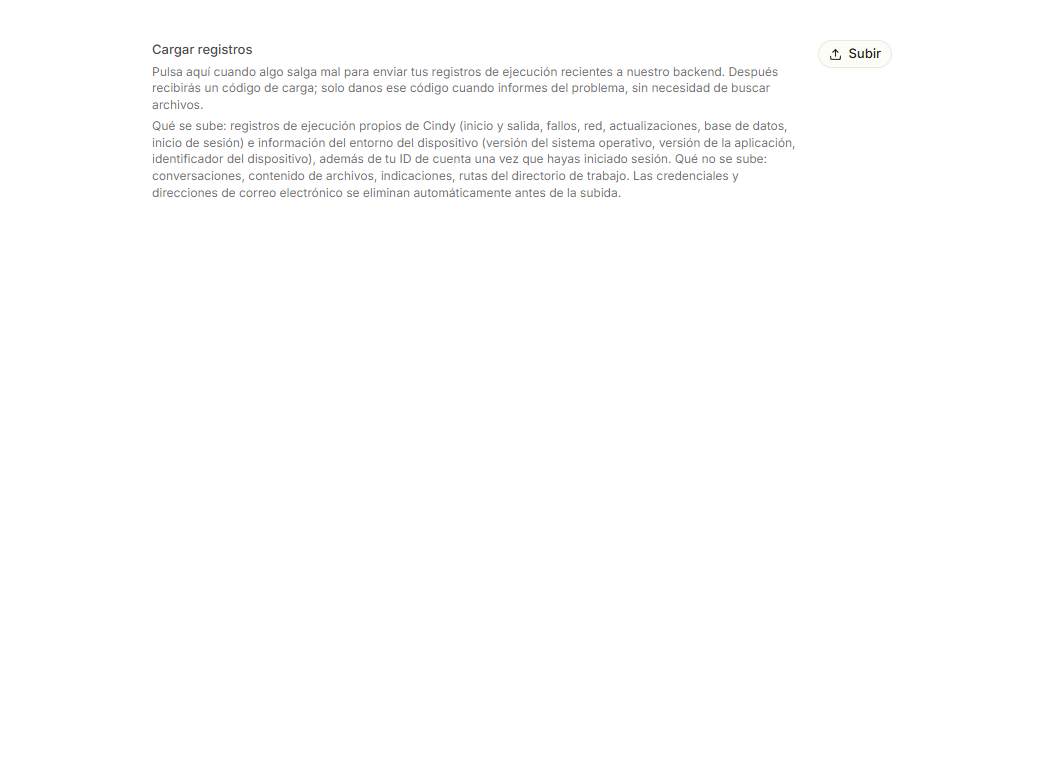 Cargar registros
Subir
Pulsa aquí cuando algo salga mal para enviar tus registros de ejecución recientes a nuestro backend. Después
recibirás un código de carga; solo danos ese código cuando informes del problema, sin necesidad de buscar
archivos.
Qué se sube: registros de ejecución propios de Cindy (inicio y salida, fallos, red, actualizaciones, base de datos,
inicio de sesión) e información del entorno del dispositivo (versión del sistema operativo, versión de la aplicación,
identificador del dispositivo), además de tu ID de cuenta una vez que hayas iniciado sesión. Qué no se sube:
conversaciones, contenido de archivos, indicaciones, rutas del directorio de trabajo. Las credenciales y
direcciones de correo electrónico se eliminan automáticamente antes de la subida.